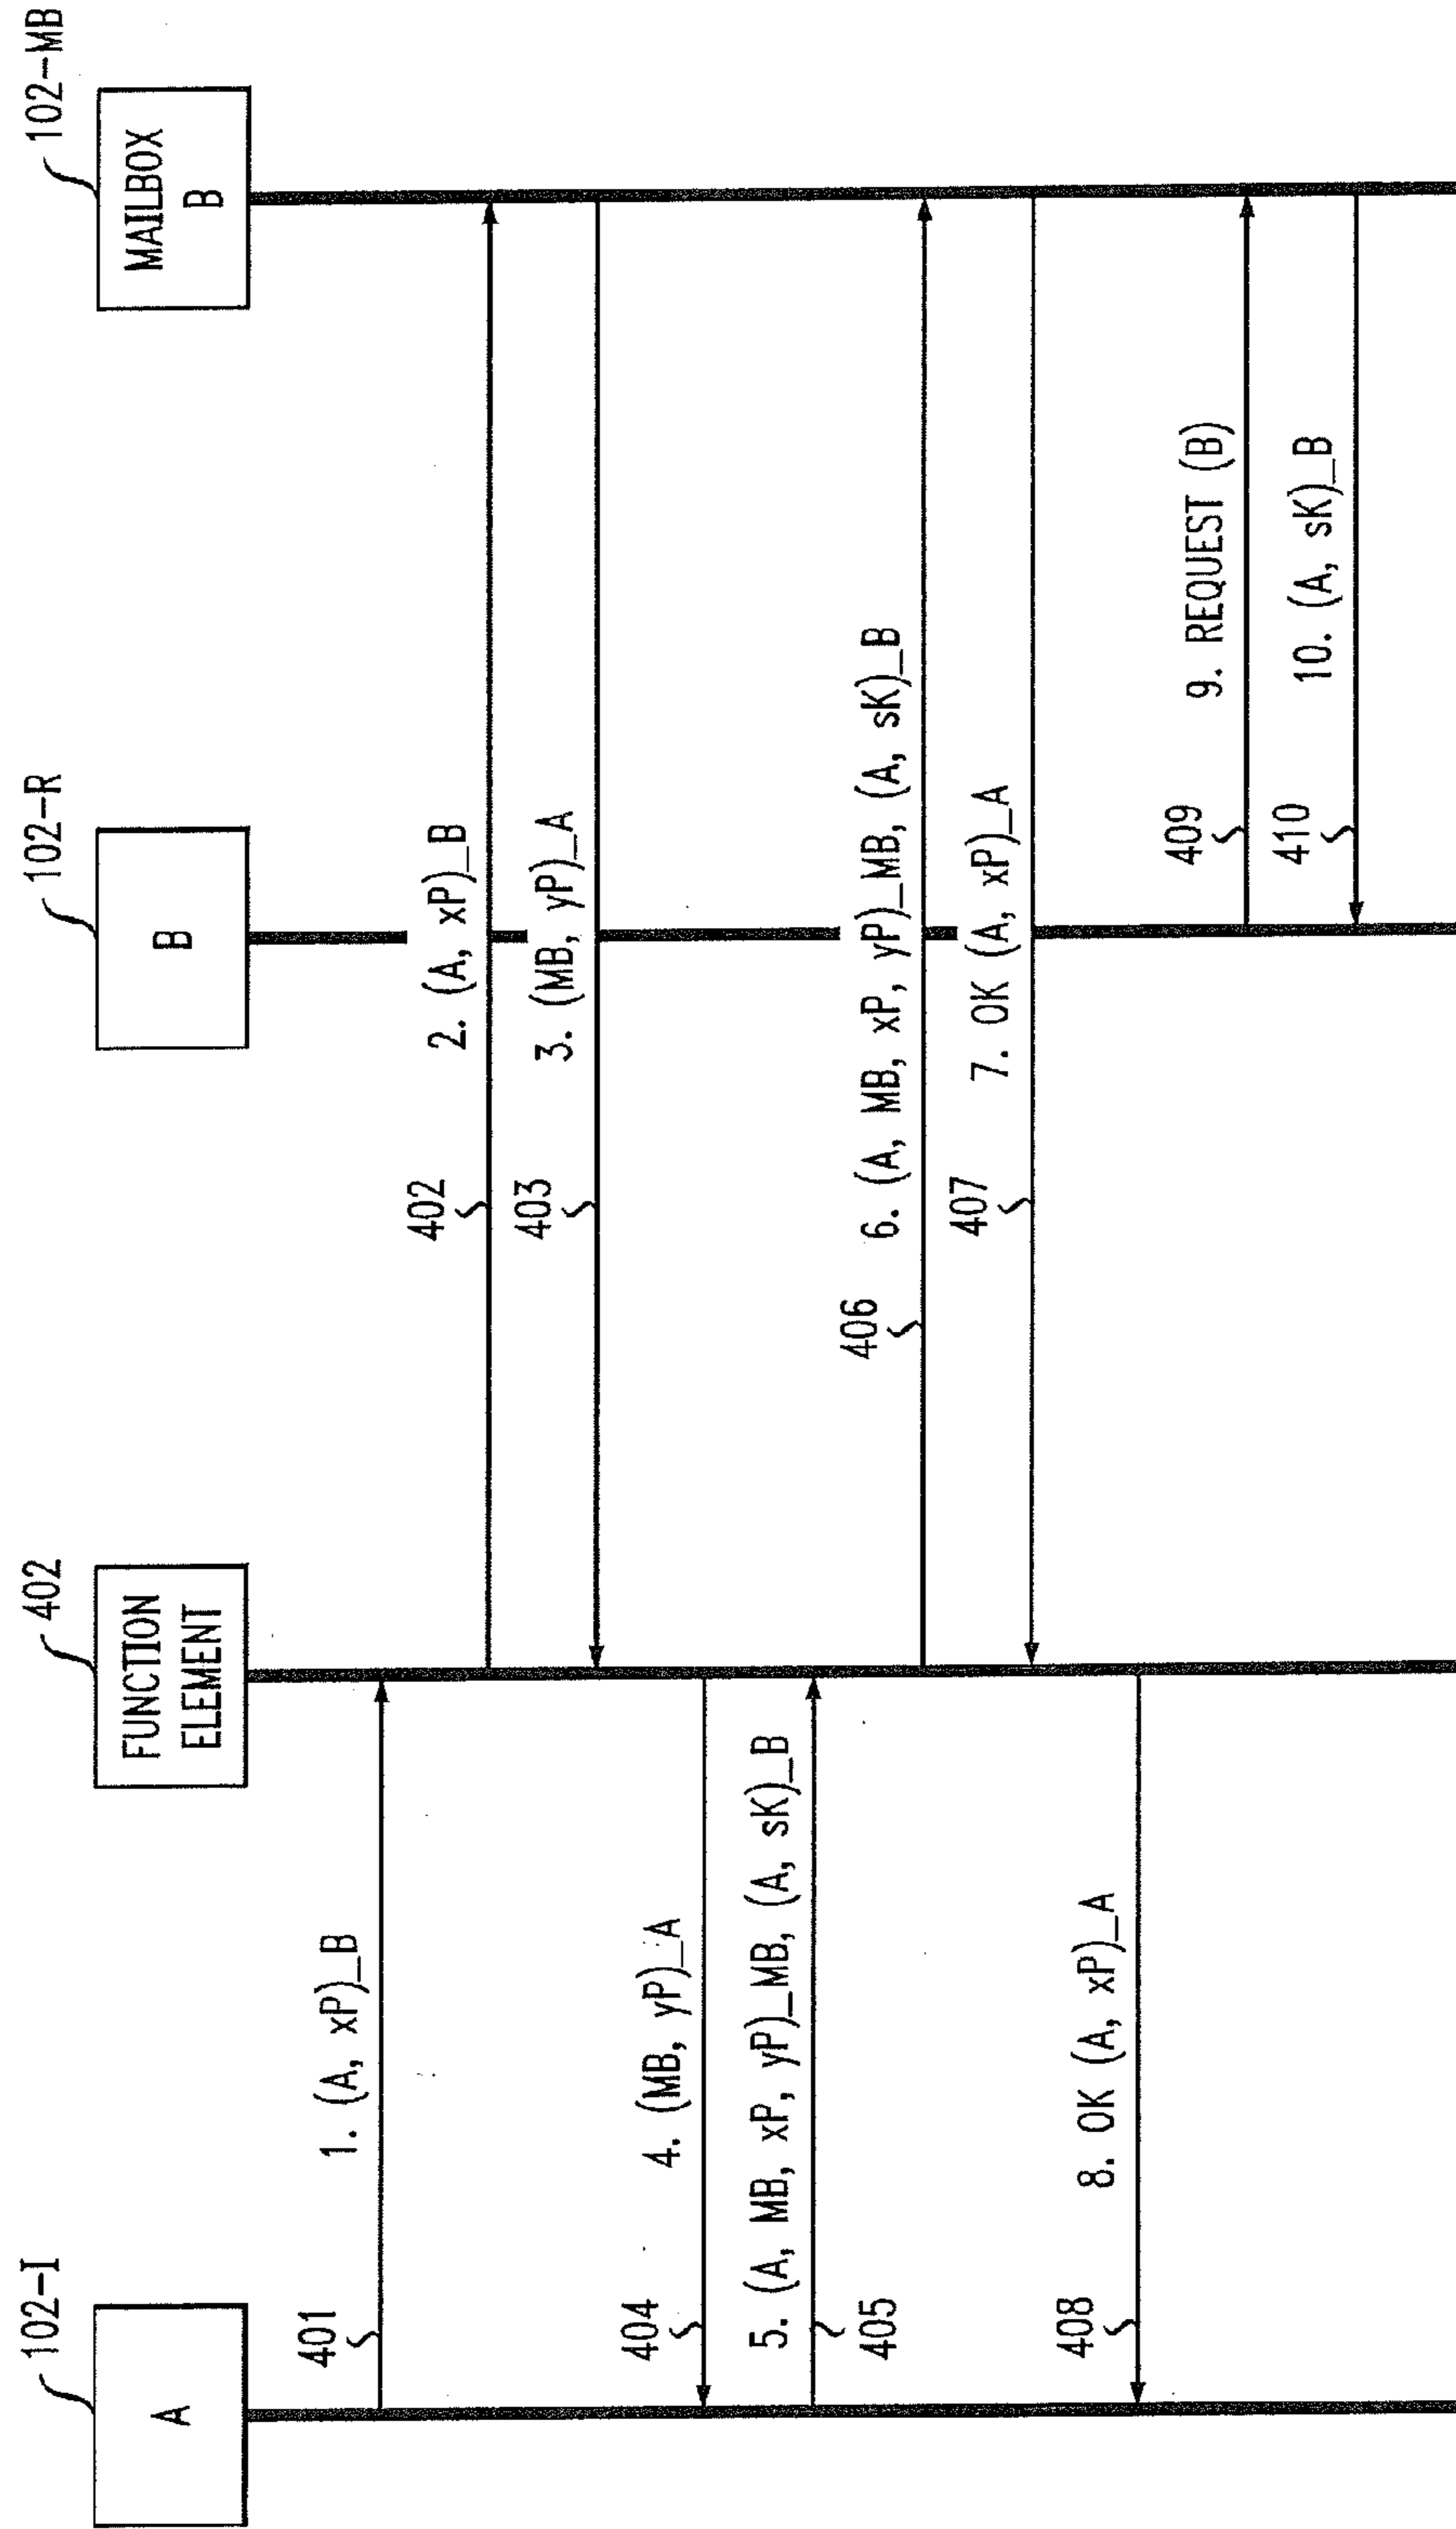 102-I
A
402
FUNCTION
ELEMENT
102-R
B
102-MB
MAILBOX
B
401
1. (A, xP)_B
402
2. (A, xP)_B
403
3. (MB, yP)_A
404
4. (MB, yP)_A
5. (A, MB, xP, yP)_MB, (A, sK)_B
405
406
6. (A, MB, xP, yP)_MB, (A, sK)_B
407
7. OK (A, xP)_A
408
8. OK (A, xP)_A
409
9. REQUEST (B)
410
10. (A, sK)_B